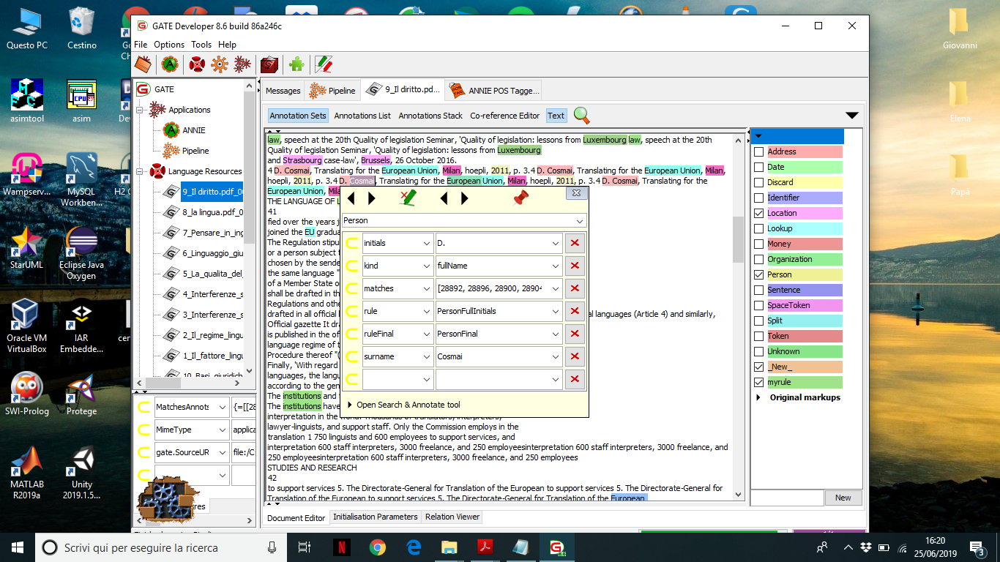 Questo PC
Cestino
asimtool
asim
Wampserv...
MySQL
Workben...
StarUML
Eclipse Java
Oxygen
Oracle VM
VirtualBox
IAR
Embedde...
SWI-Prolog
Protege
MATLAB
R2019a
Unity
2019.1.5...
Giovanni
Elena
Papà
GATE Developer 8.6 build 86a246c
File Options Tools Help
GATE
Applications
ANNIE
Pipeline
Language Resources
9_Il diritto.pdf_00
8_la lingua.pdf_0
7_Pensare_in_ing
6_Linguaggio_giu
5_La_qualita_del_
4_Interferenze_s
3_Interferenze_s
2_Il_regime_lingu
1_Il_fattore_lingu
10_Basi_giuridich
MatchesAnnots {=[[28
MimeType applica
gate.SourceUR file:/C
Messages Pipeline 9_Il diritto.pd... ANNIE POS Tagge...
Annotation Sets Annotations List Annotations Stack Co-reference Editor Text
law, speech at the 20th Quality of legislation Seminar, 'Quality of legislation: lessons from Luxembourg law, speech at the 20th
Quality of legislation Seminar, 'Quality of legislation: lessons from Luxembourg
and Strasbourg case-law', Brussels, 26 October 2016.
4 D. Cosmai, Translating for the European Union, Milan, hoepli, 2011, p. 3.4 D. Cosmai, Translating for the European Union, Milan,
hoepli, 2011, p. 3.4 D. Cosmai, Translating for the European Union, Milan, hoepli, 2011, p. 3.4 D. Cosmai, Translating for the
European Union, Mila
THE LANGUAGE OF L
41
fied over the years j
joined the EU gradua
The Regulation stipu
or a person subject t
chosen by the sende
the same language "
of a Member State o
shall be drafted in th
Regulations and othe
drafted in all official l al languages (Article 4) and similarly,
Official gazette It dra
is published in the of
language regime of t
Procedure thereof "(
Finally, 'With regard
languages, the langu
according to the gen
The institutions and
The institutions have
interpretation in the world. Thousands of translators, interpreters,
lawyer-linguists, and support staff. Only the Commission employs in the
translation 1 750 linguists and 600 employees to support services, and
interpretation 600 staff interpreters, 3000 freelance, and 250 employeesinterpretation 600 staff interpreters, 3000 freelance, and
250 employeesinterpretation 600 staff interpreters, 3000 freelance, and 250 employees
STUDIES AND RESEARCH
42
to support services 5. The Directorate-General for Translation of the European to support services 5. The Directorate-General for
Translation of the European to support services 5. The Directorate-General for Translation of the European
Person
initials D.
kind fullName
matches [28892, 28896, 28900, 28904
rule PersonFullInitials
ruleFinal PersonFinal
surname Cosmai
Open Search & Annotate tool
Address
Date
Discard
Identifier
Location
Lookup
Money
Organization
Person
Sentence
SpaceToken
Split
Token
Unknown
_New_
myrule
Original markups
New
Document Editor Initialisation Parameters Relation Viewer
Scrivi qui per eseguire la ricerca
16:20
25/06/2019
3